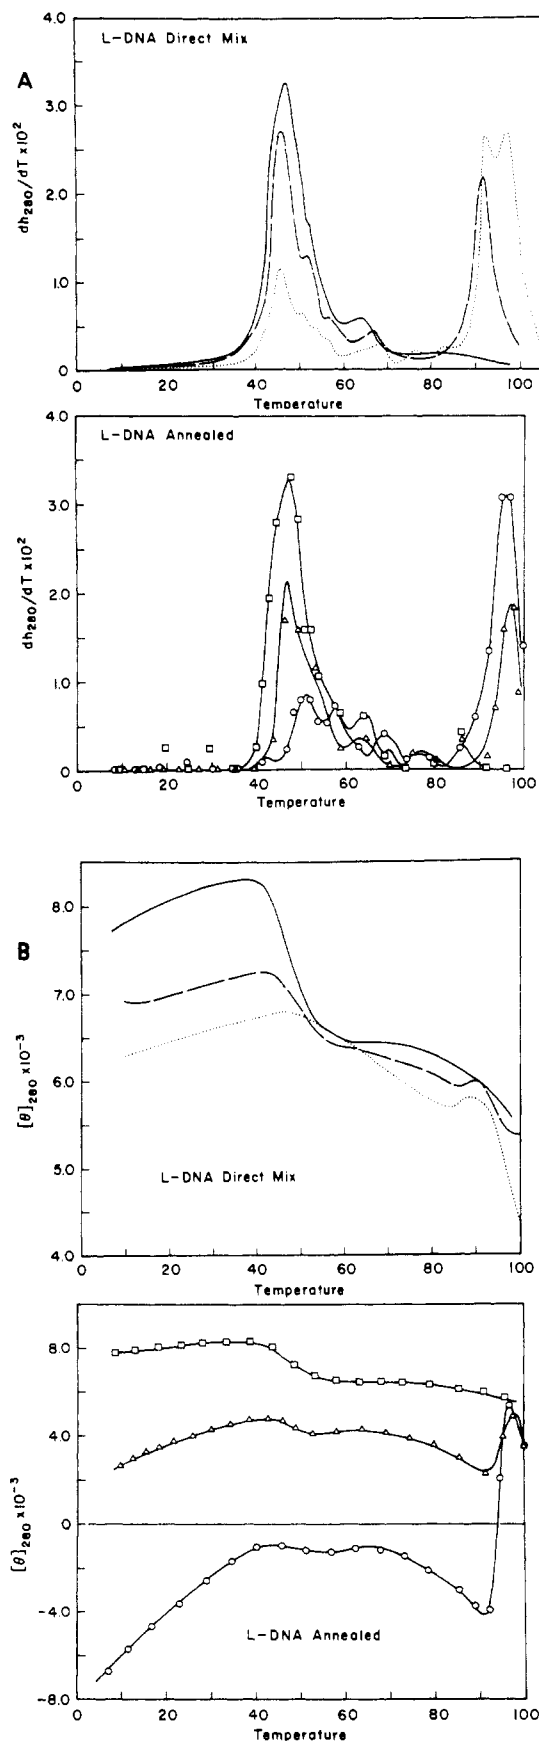 A
L-DNA Direct Mix
4.0
3.0
2.0
1.0
0
dh₂₈₀/dT x10²
0 20 40 60 80 100
Temperature
L-DNA Annealed
4.0
3.0
2.0
1.0
0
dh₂₈₀/dT x10²
0 20 40 60 80 100
Temperature
B
8.0
7.0
6.0
5.0
4.0
[θ]₂₈₀ x10⁻³
L-DNA Direct Mix
0 20 40 60 80 100
Temperature
8.0
4.0
0
-4.0
-8.0
[θ]₂₈₀ x10⁻³
L-DNA Annealed
0 20 40 60 80 100
Temperature